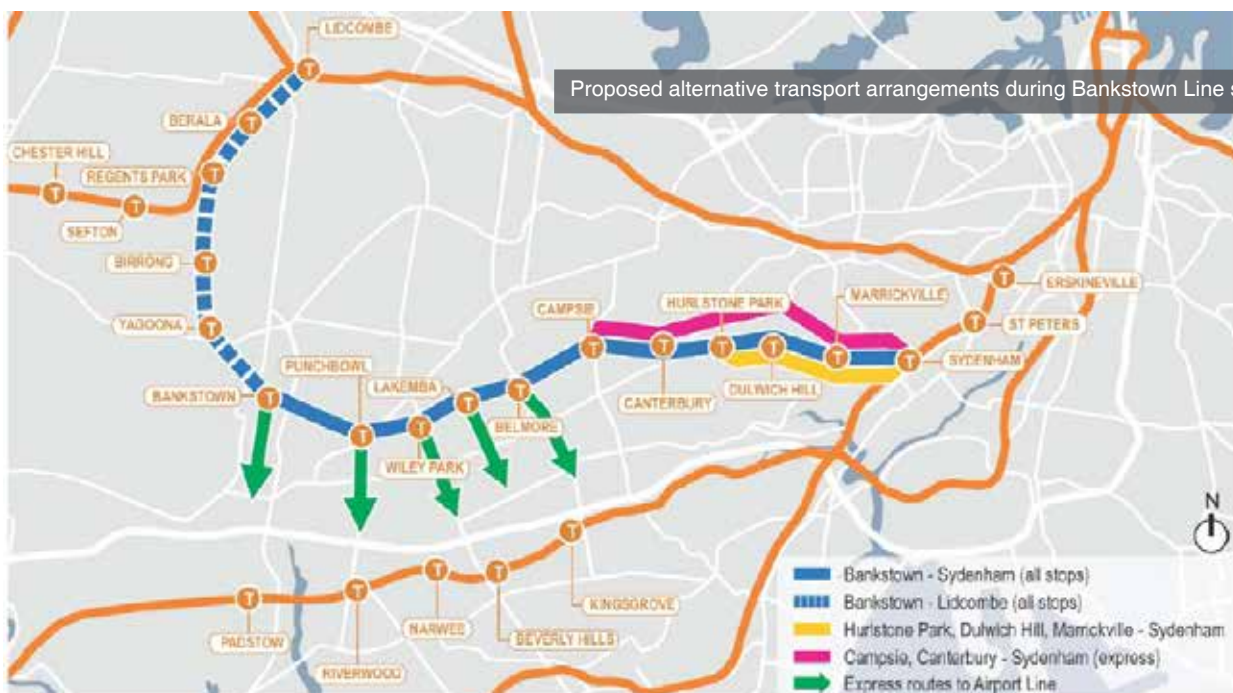 LIDCOMBE
Proposed alternative transport arrangements during Bankstown Line s
BERALA
CHESTER HILL
REGENTS PARK
SEFTON
BIRRONG
YAGOONA
BANKSTOWN
PUNCHBOWL
LAKEMBA
WILEY PARK
BELMORE
CAMPSIE
CANTERBURY
HURLSTONE PARK
DULWICH HILL
MARRICKVILLE
SYDENHAM
ST PETERS
ERSKINEVILLE
PADSTOW
RIVERWOOD
NARWEE
BEVERLY HILLS
KINGSGROVE
N
Bankstown - Sydenham (all stops)
Bankstown - Lidcombe (all stops)
Hurlstone Park, Dulwich Hill, Marrickville - Sydenham
Campsie, Canterbury - Sydenham (express)
Express routes to Airport Line